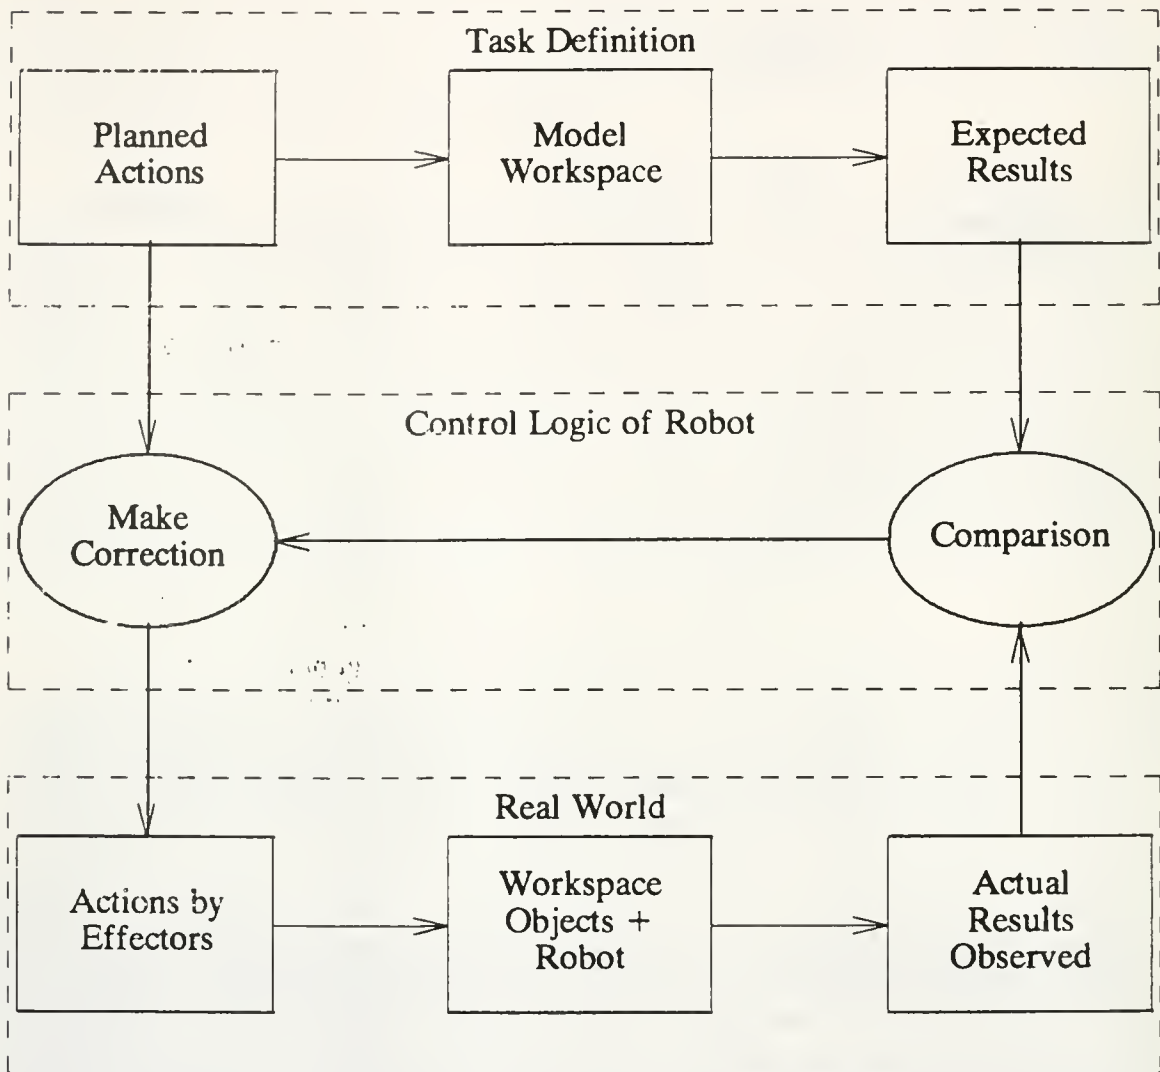 Task Definition
Planned
Actions
Model
Workspace
Expected
Results
Control Logic of Robot
Make
Correction
Comparison
Real World
Actions by
Effectors
Workspace
Objects +
Robot
Actual
Results
Observed